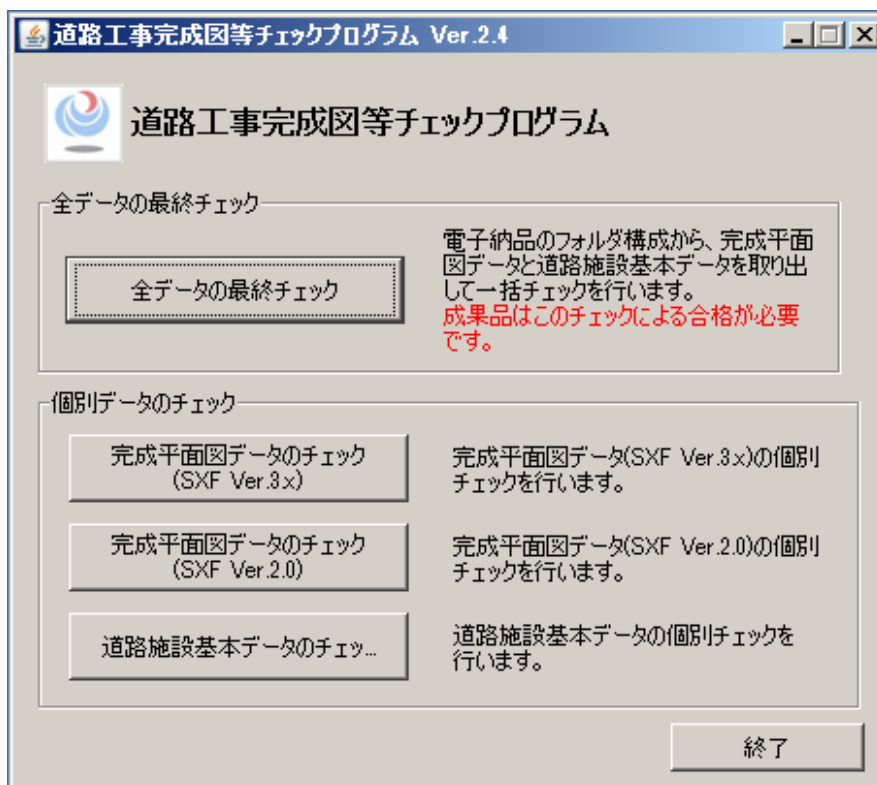 道路工事完成図等チェックプログラム Ver.2.4
道路工事完成図等チェックプログラム
全データの最終チェック
全データの最終チェック
電子納品のフォルダ構成から、完成平面
図データと道路施設基本データを取り出
して一括チェックを行います。
成果品はこのチェックによる合格が必要
です。
個別データのチェック
完成平面図データのチェック
(SXF Ver.3.x)
完成平面図データ(SXF Ver.3.x)の個別
チェックを行います。
完成平面図データのチェック
(SXF Ver.2.0)
完成平面図データ(SXF Ver.2.0)の個別
チェックを行います。
道路施設基本データのチェッ...
道路施設基本データの個別チェックを
行います。
終了